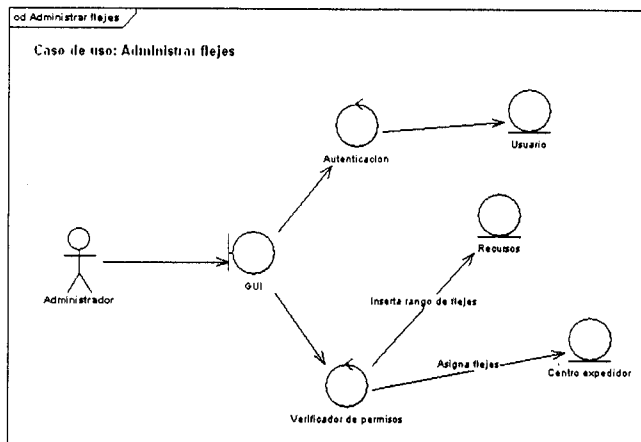 od Administrar flejes
Caso de uso: Administrar flejes
Autenticacion
Usuario
Recursos
Administrador
GUI
Inserta rango de flejes
Asigna flejes
Centro expedidor
Verificador de permisos